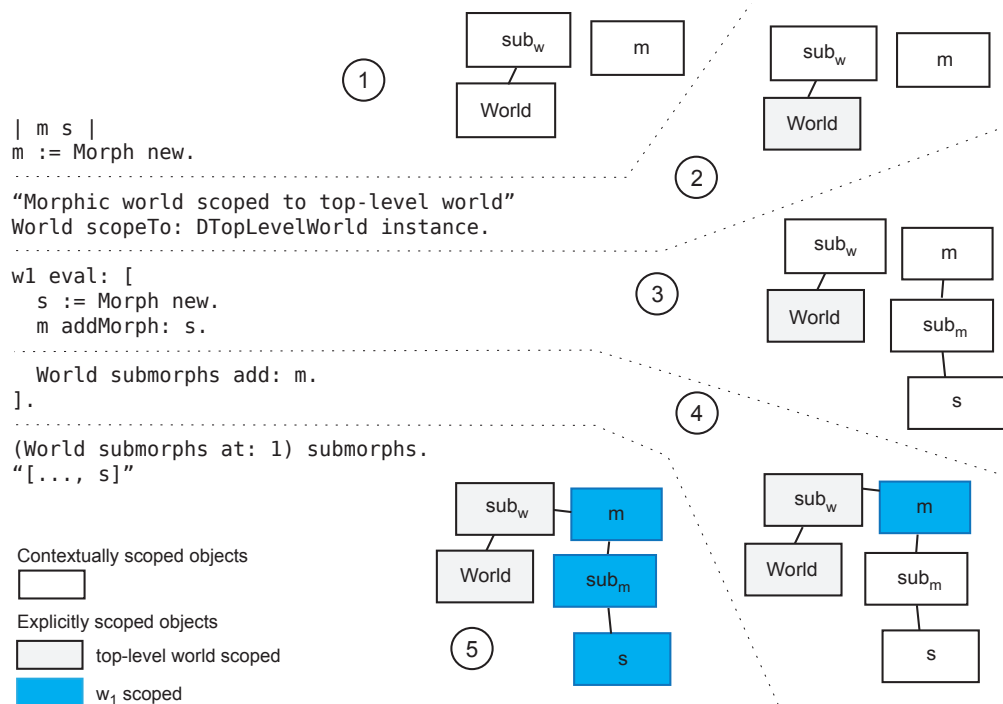 sub_w
m
World
1
| m s |
m := Morph new.
sub_w
m
World
2
“Morphic world scoped to top-level world”
World scopeTo: DTopLevelWorld instance.
w1 eval: [
s := Morph new.
m addMorph: s.
3
sub_w
m
World
sub_m
s
World submorphs add: m.
].
4
(World submorphs at: 1) submorphs.
“[..., s]”
sub_w
m
World
sub_m
s
5
sub_w
m
World
sub_m
s
Contextually scoped objects
Explicitly scoped objects
top-level world scoped
w_1 scoped